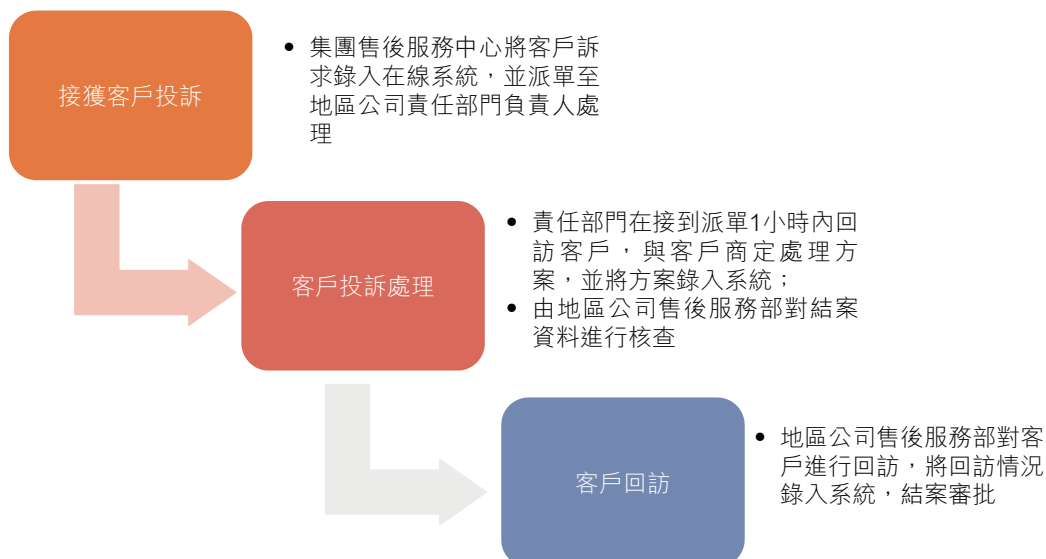 接獲客戶投訴
• 集團售後服務中心將客戶訴
求錄入在線系統，並派單至
地區公司責任部門負責人處
理
客戶投訴處理
• 責任部門在接到派單1小時內回
訪客戶，與客戶商定處理方
案，並將方案錄入系統；
• 由地區公司售後服務部對結案
資料進行核查
客戶回訪
• 地區公司售後服務部對客
戶進行回訪，將回訪情況
錄入系統，結案審批